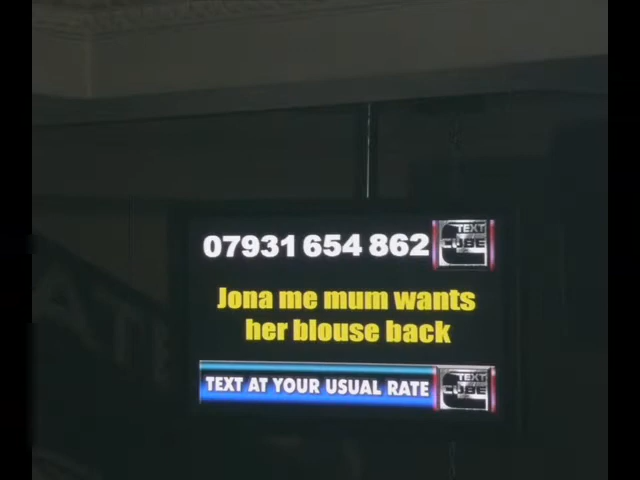 07931 654 862
TEXT
CUBE
Jona me mum wants
her blouse back
TEXT AT YOUR USUAL RATE
TEXT
CUBE